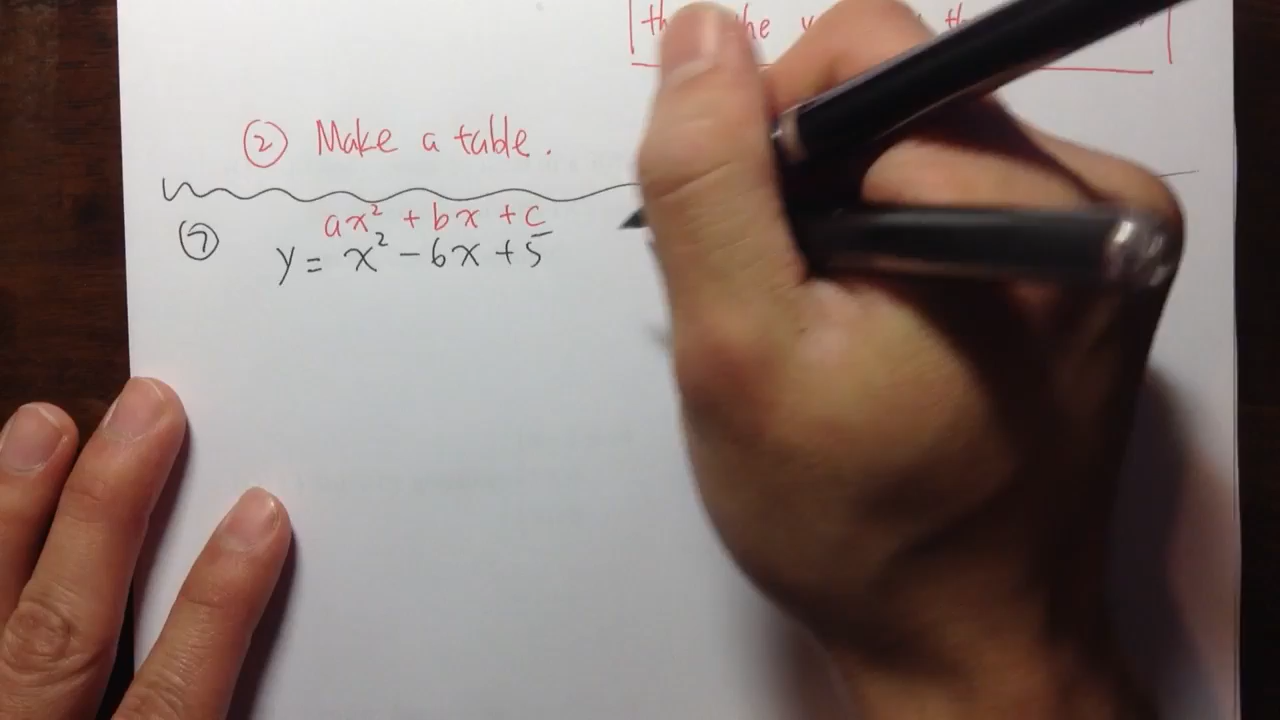 ② Make a table.
ax² + bx + c
⑦ y = x² - 6x + 5